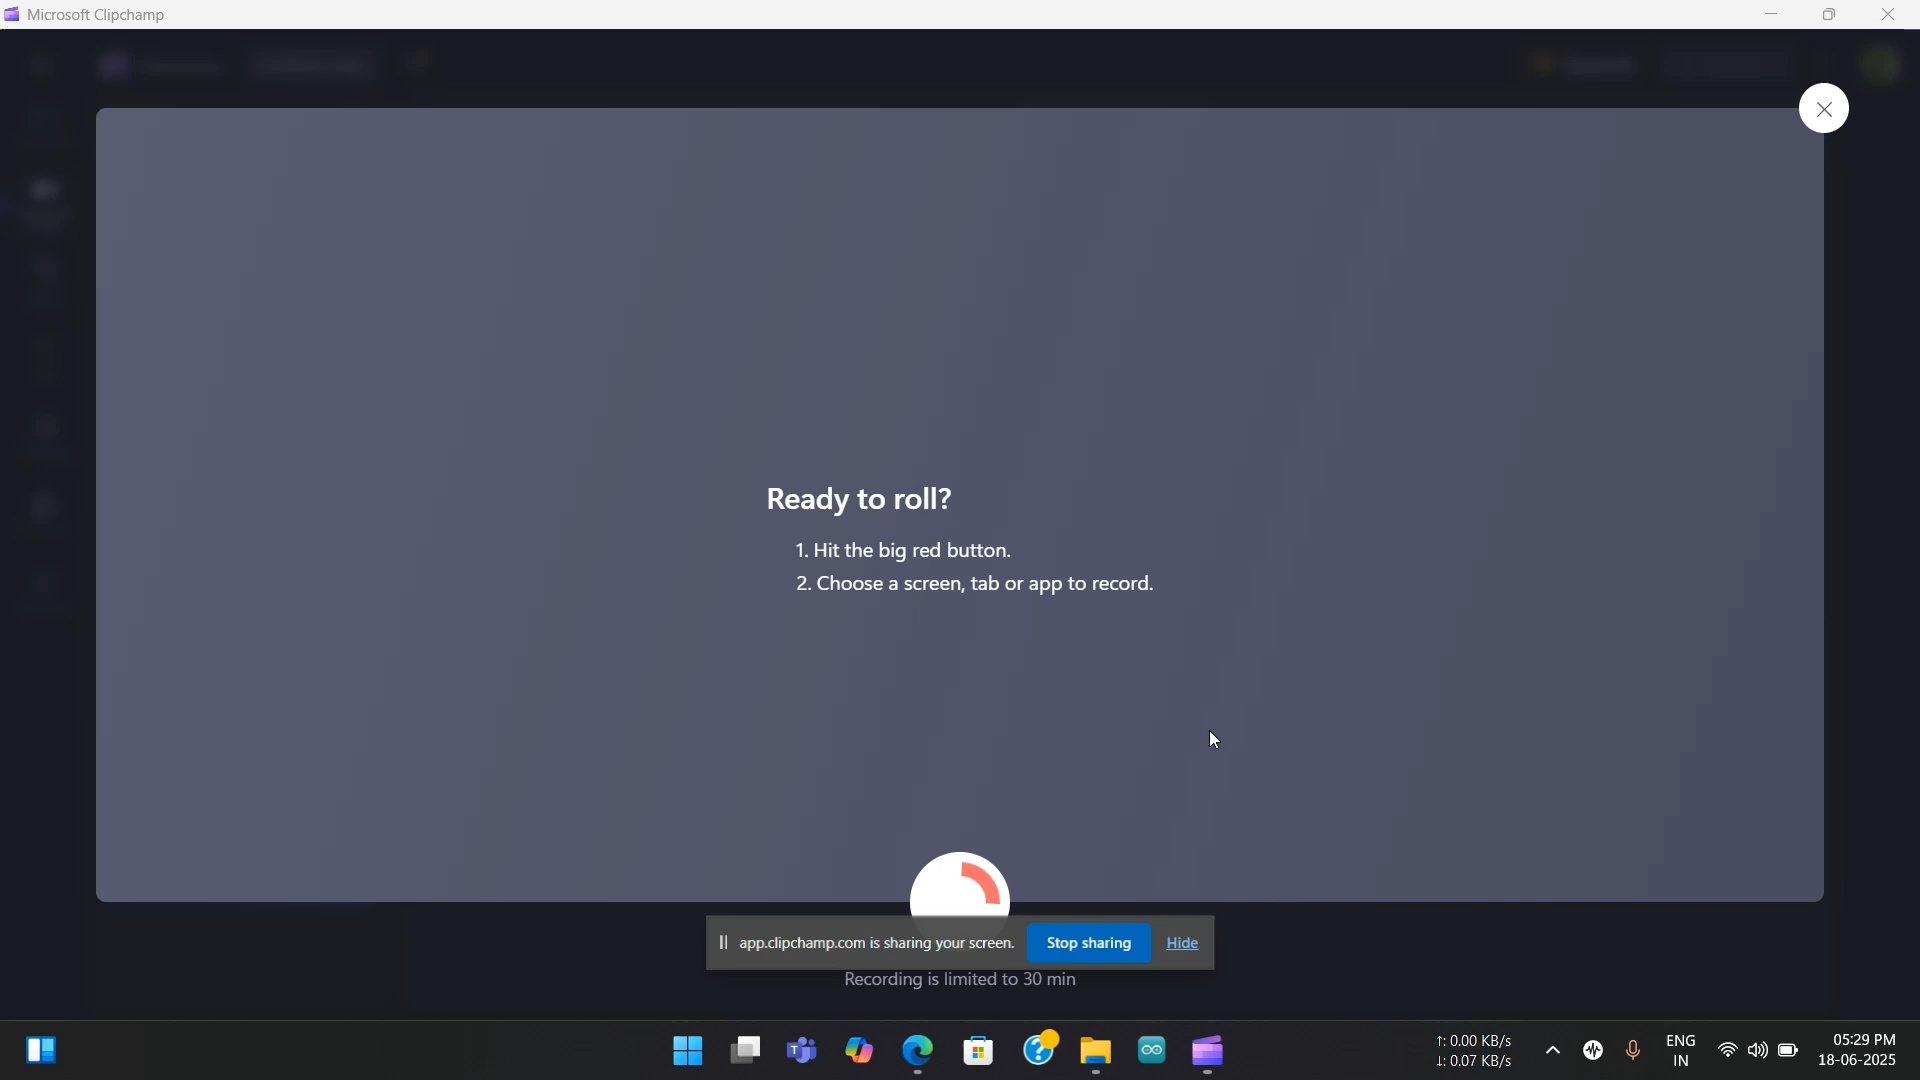 Microsoft Clipchamp
Ready to roll?
1. Hit the big red button.
2. Choose a screen, tab or app to record.
app.clipchamp.com is sharing your screen. Stop sharing Hide
Recording is limited to 30 min
↑: 0.00 KB/s
↓: 0.07 KB/s
ENG
IN
05:29 PM
18-06-2025